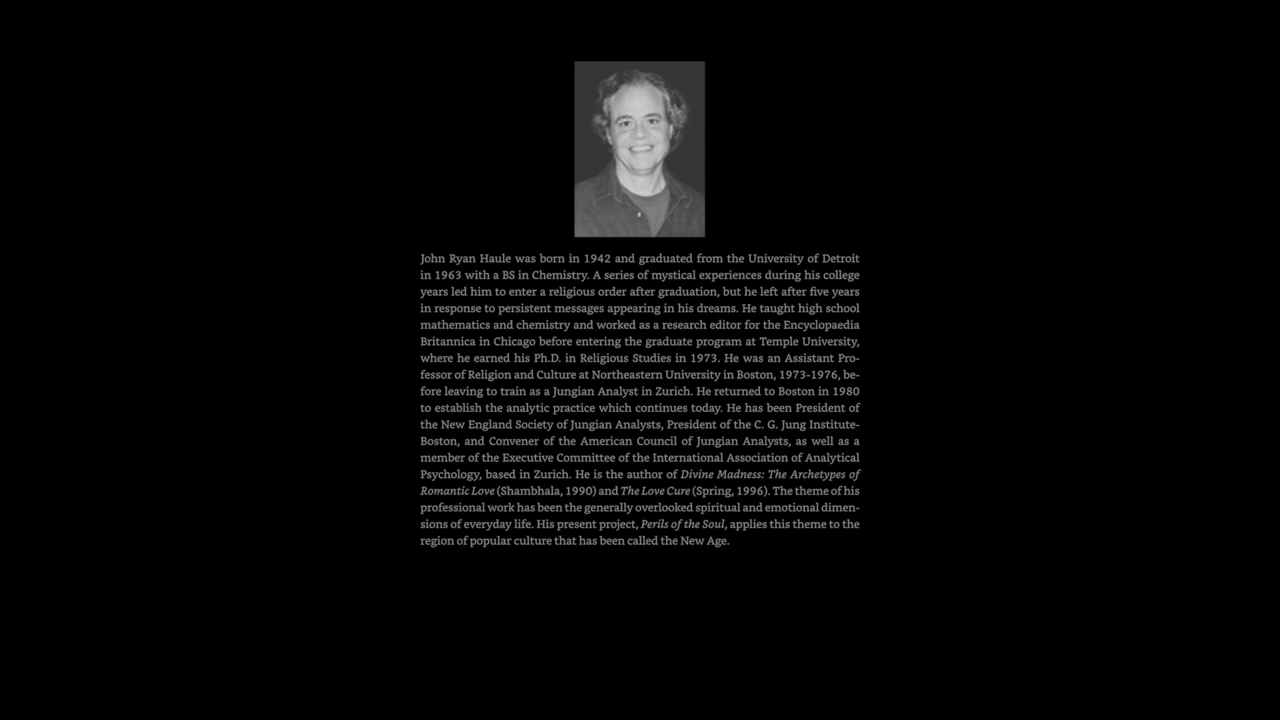 John Ryan Haule was born in 1942 and graduated from the University of Detroit
in 1963 with a BS in Chemistry. A series of mystical experiences during his college
years led him to enter a religious order after graduation, but he left after five years
in response to persistent messages appearing in his dreams. He taught high school
mathematics and chemistry and worked as a research editor for the Encyclopaedia
Britannica in Chicago before entering the graduate program at Temple University,
where he earned his Ph.D. in Religious Studies in 1973. He was an Assistant Pro-
fessor of Religion and Culture at Northeastern University in Boston, 1973-1976, be-
fore leaving to train as a Jungian Analyst in Zurich. He returned to Boston in 1980
to establish the analytic practice which continues today. He has been President of
the New England Society of Jungian Analysts, President of the C. G. Jung Institute-
Boston, and Convener of the American Council of Jungian Analysts, as well as a
member of the Executive Committee of the International Association of Analytical
Psychology, based in Zurich. He is the author of Divine Madness: The Archetypes of
Romantic Love (Shambhala, 1990) and The Love Cure (Spring, 1996). The theme of his
professional work has been the generally overlooked spiritual and emotional dimen-
sions of everyday life. His present project, Perils of the Soul, applies this theme to the
region of popular culture that has been called the New Age.